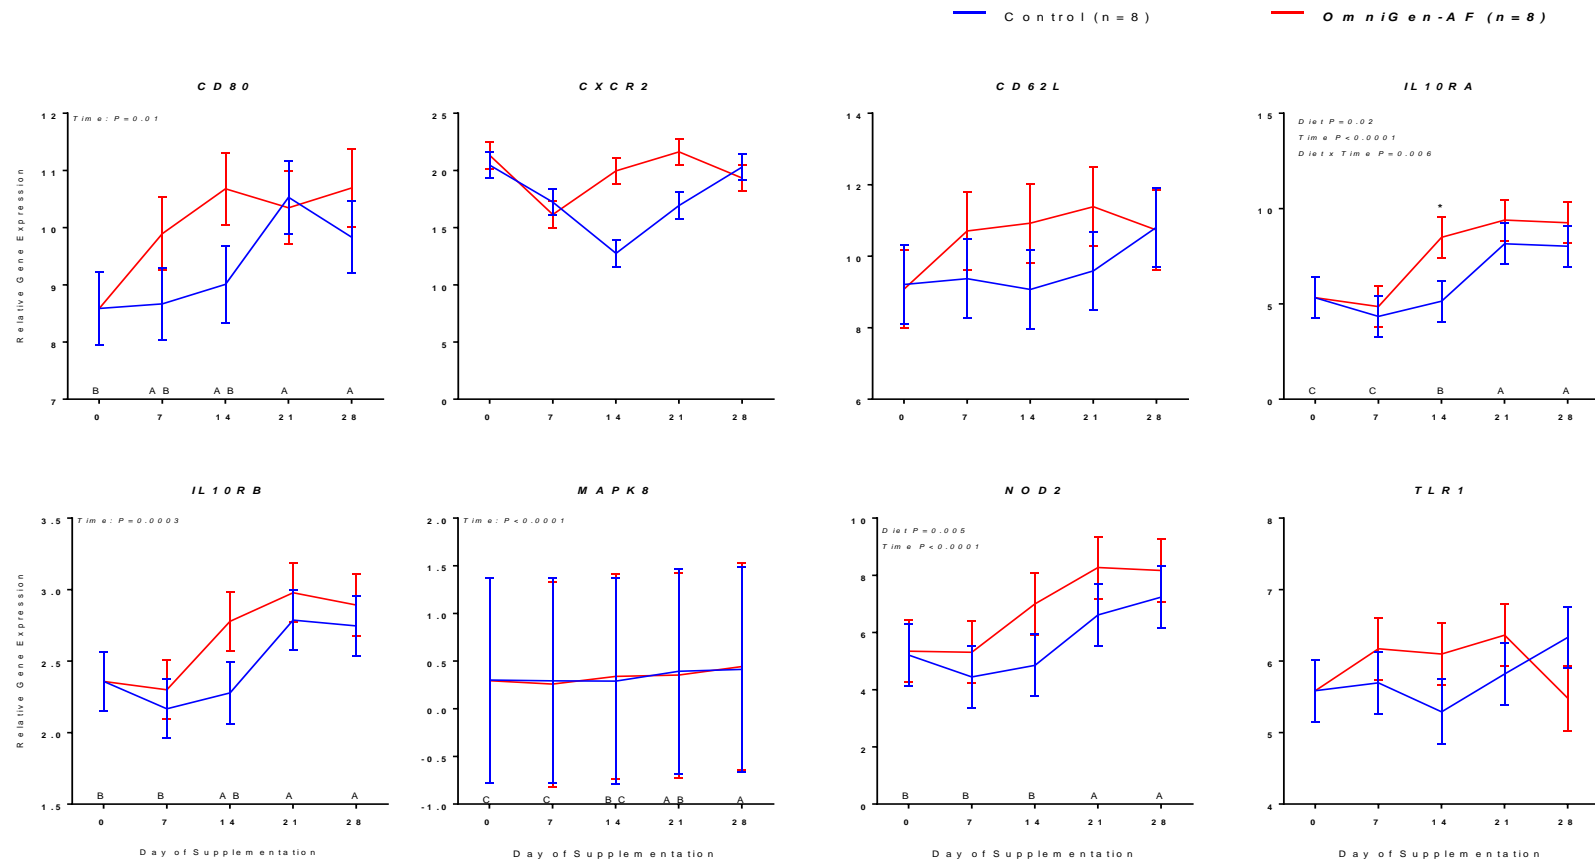 Control (n=8)
OmniGen-AF (n=8)
CD80
CXCR2
CD62L
IL10RA
Time: P=0.01
Diet P=0.02
Time P<0.0001
Diet x Time P=0.006
*
Relative Gene Expression
12
11
10
9
8
7
B AB AB A A
0 7 14 21 28
25
20
15
10
5
0
0 7 14 21 28
14
12
10
8
6
0 7 14 21 28
15
10
5
0
C C B A A
0 7 14 21 28
IL10RB
MAPK8
NOD2
TLR1
Time: P=0.0003
Time: P<0.0001
Diet P=0.005
Time P<0.0001
Relative Gene Expression
3.5
3.0
2.5
2.0
1.5
B B AB A A
0 7 14 21 28
Day of Supplementation
2.0
1.5
1.0
0.5
0.0
-0.5
-1.0
C C BC AB A
0 7 14 21 28
Day of Supplementation
10
8
6
4
2
0
B B B A A
0 7 14 21 28
Day of Supplementation
8
7
6
5
4
0 7 14 21 28
Day of Supplementation